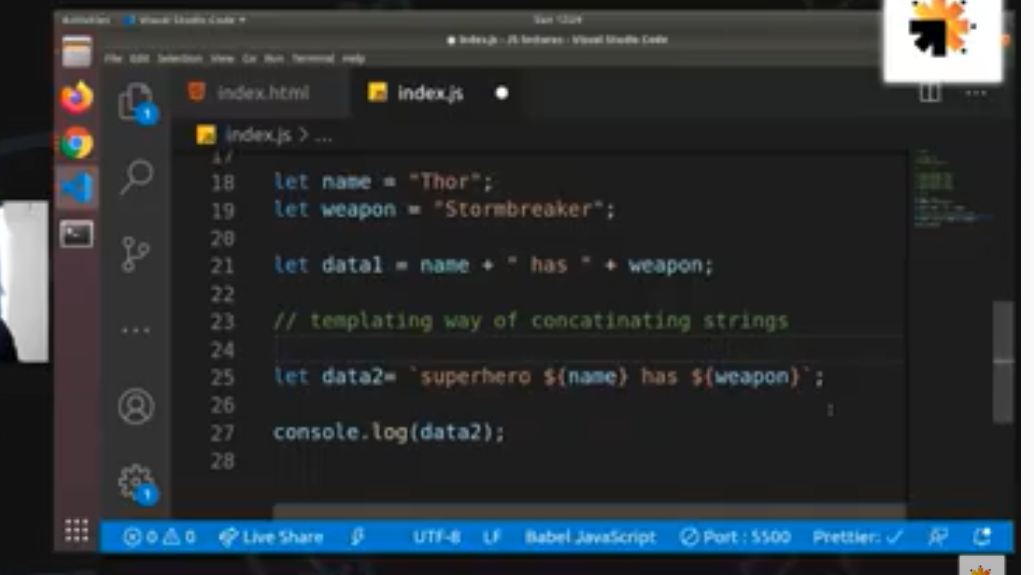 Activities Visual Studio Code
Sun 12:24
● index.js - JS lectures - Visual Studio Code
File Edit Selection View Go Run Terminal Help
index.html index.js
index.js > ...
17
18 let name = "Thor";
19 let weapon = "Stormbreaker";
20
21 let data1 = name + " has " + weapon;
22
23 // templating way of concatinating strings
24
25 let data2= `superhero ${name} has ${weapon}`;
26
27 console.log(data2);
28
1
1
0 0 Live Share UTF-8 LF Babel JavaScript Port : 5500 Prettier: ✓